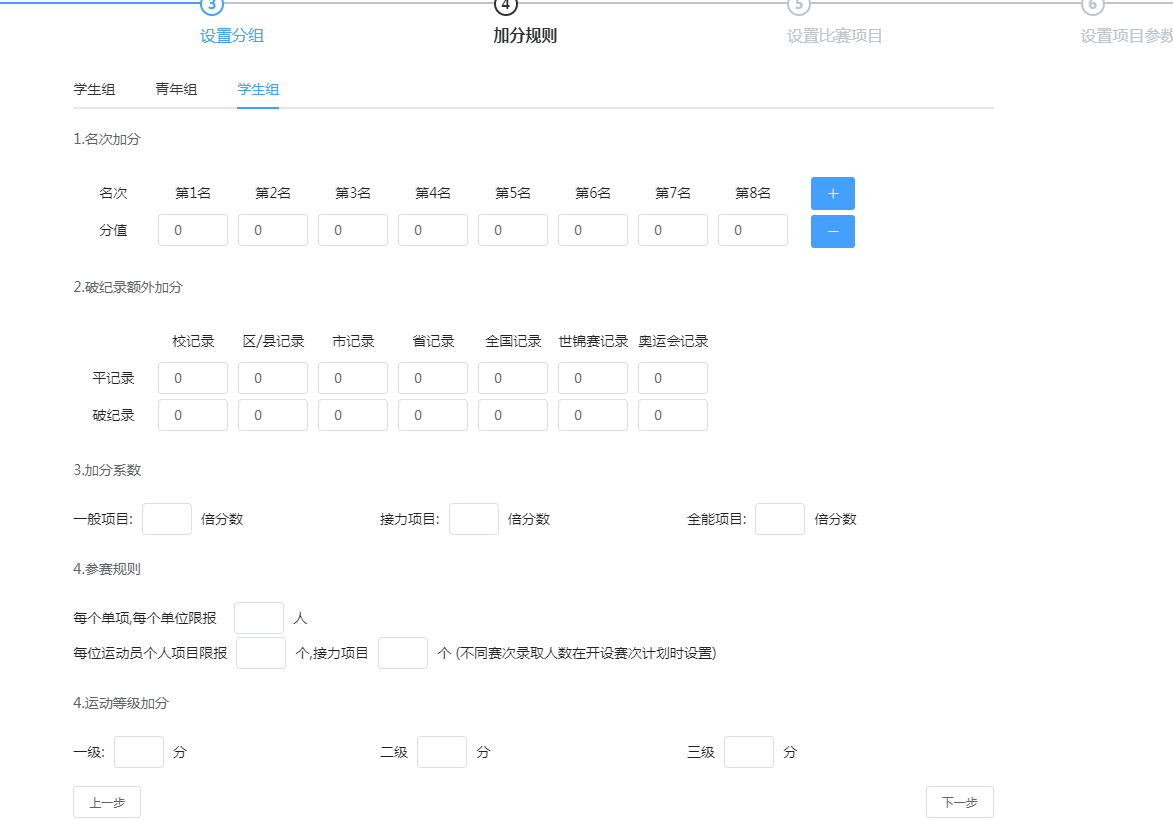 3 4 5 6
设置分组 加分规则 设置比赛项目 设置项目参数
学生组 青年组 学生组
1.名次加分
名次 第1名 第2名 第3名 第4名 第5名 第6名 第7名 第8名 +
分值 0 0 0 0 0 0 0 0 −
2.破纪录额外加分
校记录 区/县记录 市记录 省记录 全国记录 世锦赛记录 奥运会记录
平记录 0 0 0 0 0 0 0
破纪录 0 0 0 0 0 0 0
3.加分系数
一般项目: 倍分数 接力项目: 倍分数 全能项目: 倍分数
4.参赛规则
每个单项,每个单位限报 人
每位运动员个人项目限报 个,接力项目 个 (不同赛次录取人数在开设赛次计划时设置)
4.运动等级加分
一级: 分 二级 分 三级 分
上一步 下一步